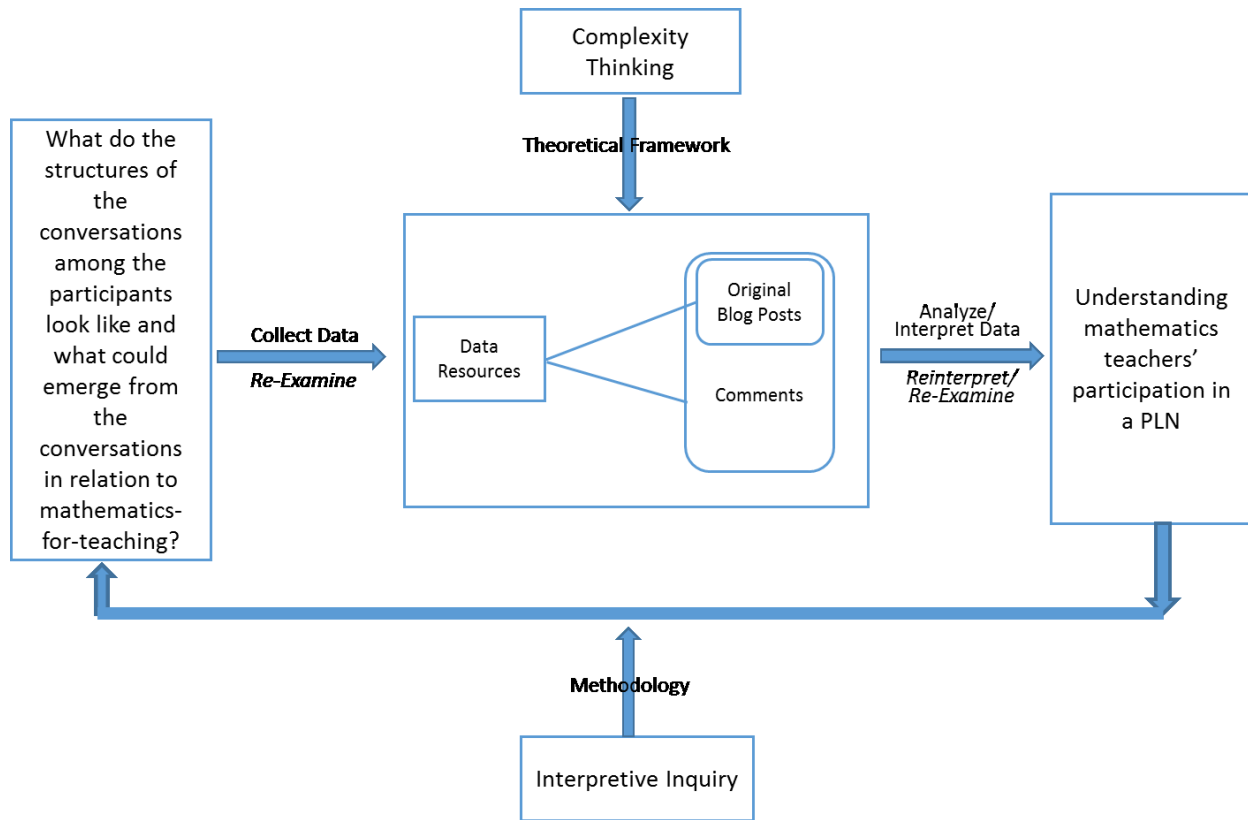 Complexity
Thinking
Theoretical Framework
What do the
structures of
the
conversations
among the
participants
look like and
what could
emerge from
the
conversations
in relation to
mathematics-
for-teaching?
Collect Data
Re-Examine
Data
Resources
Original
Blog Posts
Comments
Analyze/
Interpret Data
Reinterpret/
Re-Examine
Understanding
mathematics
teachers’
participation in
a PLN
Methodology
Interpretive Inquiry